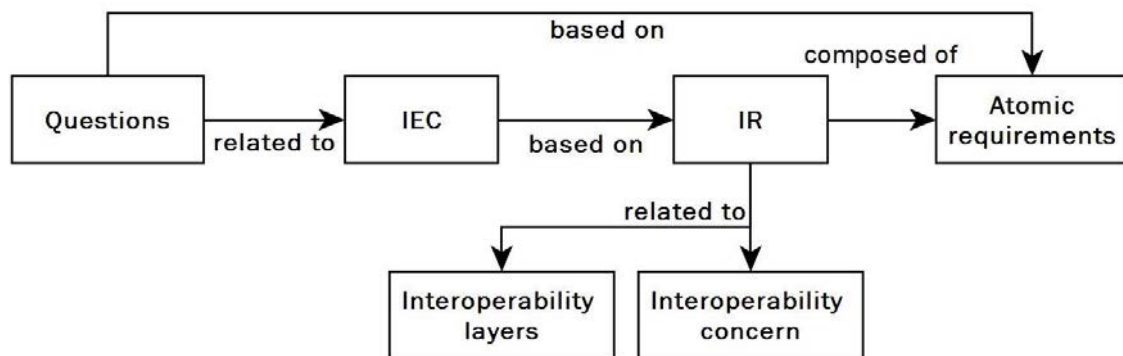 based on
composed of
Questions
IEC
IR
Atomic
requirements
related to
based on
related to
Interoperability
layers
Interoperability
concern